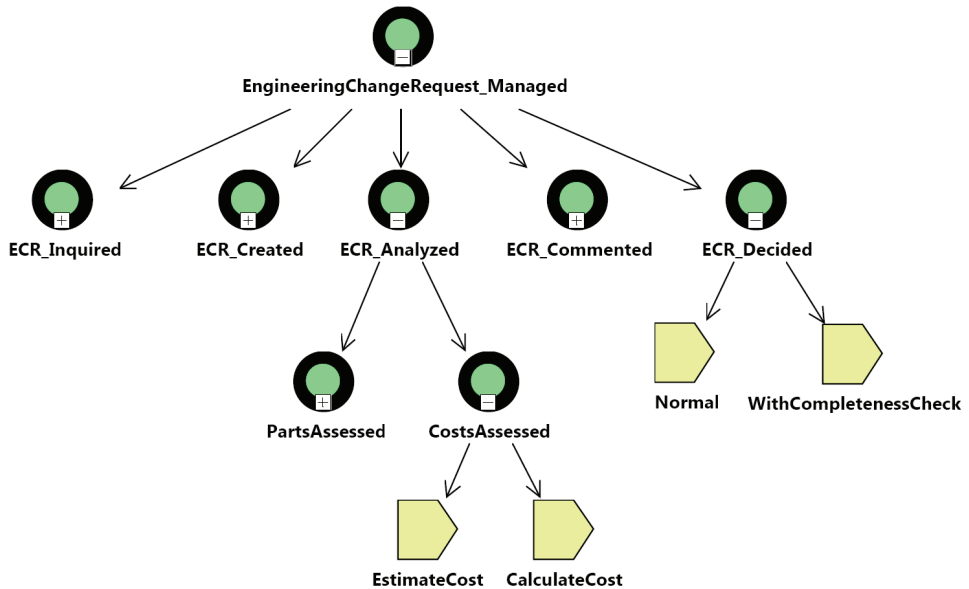 EngineeringChangeRequest_Managed
ECR_Inquired
ECR_Created
ECR_Analyzed
ECR_Commented
ECR_Decided
Normal
WithCompletenessCheck
PartsAssessed
CostsAssessed
EstimateCost
CalculateCost